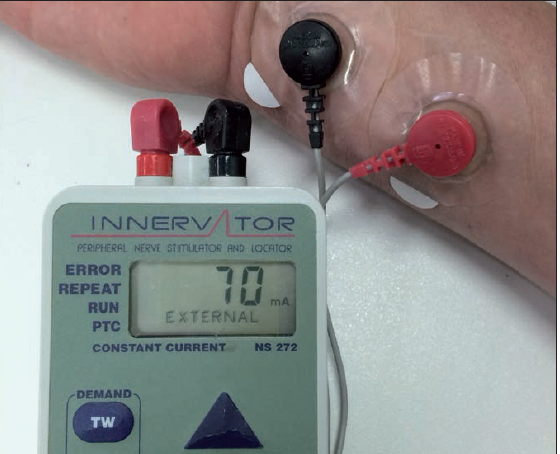 INNERVATOR
PERIPHERAL NERVE STIMULATOR AND LOCATOR
ERROR
REPEAT
RUN
PTC
70 mA
EXTERNAL
CONSTANT CURRENT NS 272
DEMAND
TW